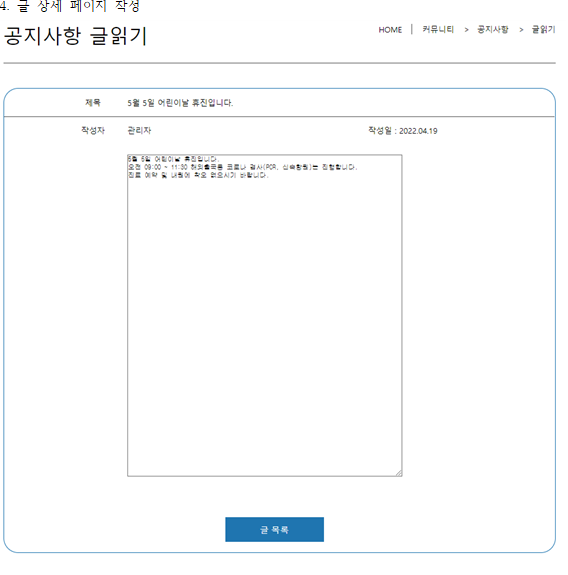 4. 글 상세 페이지 작성
공지사항 글읽기
HOME | 커뮤니티 > 공지사항 > 글읽기
제목 5월 5일 어린이날 휴진입니다.
작성자 관리자 작성일 : 2022.04.19
5월 5일 어린이날 휴진입니다.
오전 09:00 ~ 11:30 해외출국용 코로나 검사(PCR, 신속항원)는 진행합니다.
진료 예약 및 내원에 착오 없으시기 바랍니다.
글 목록